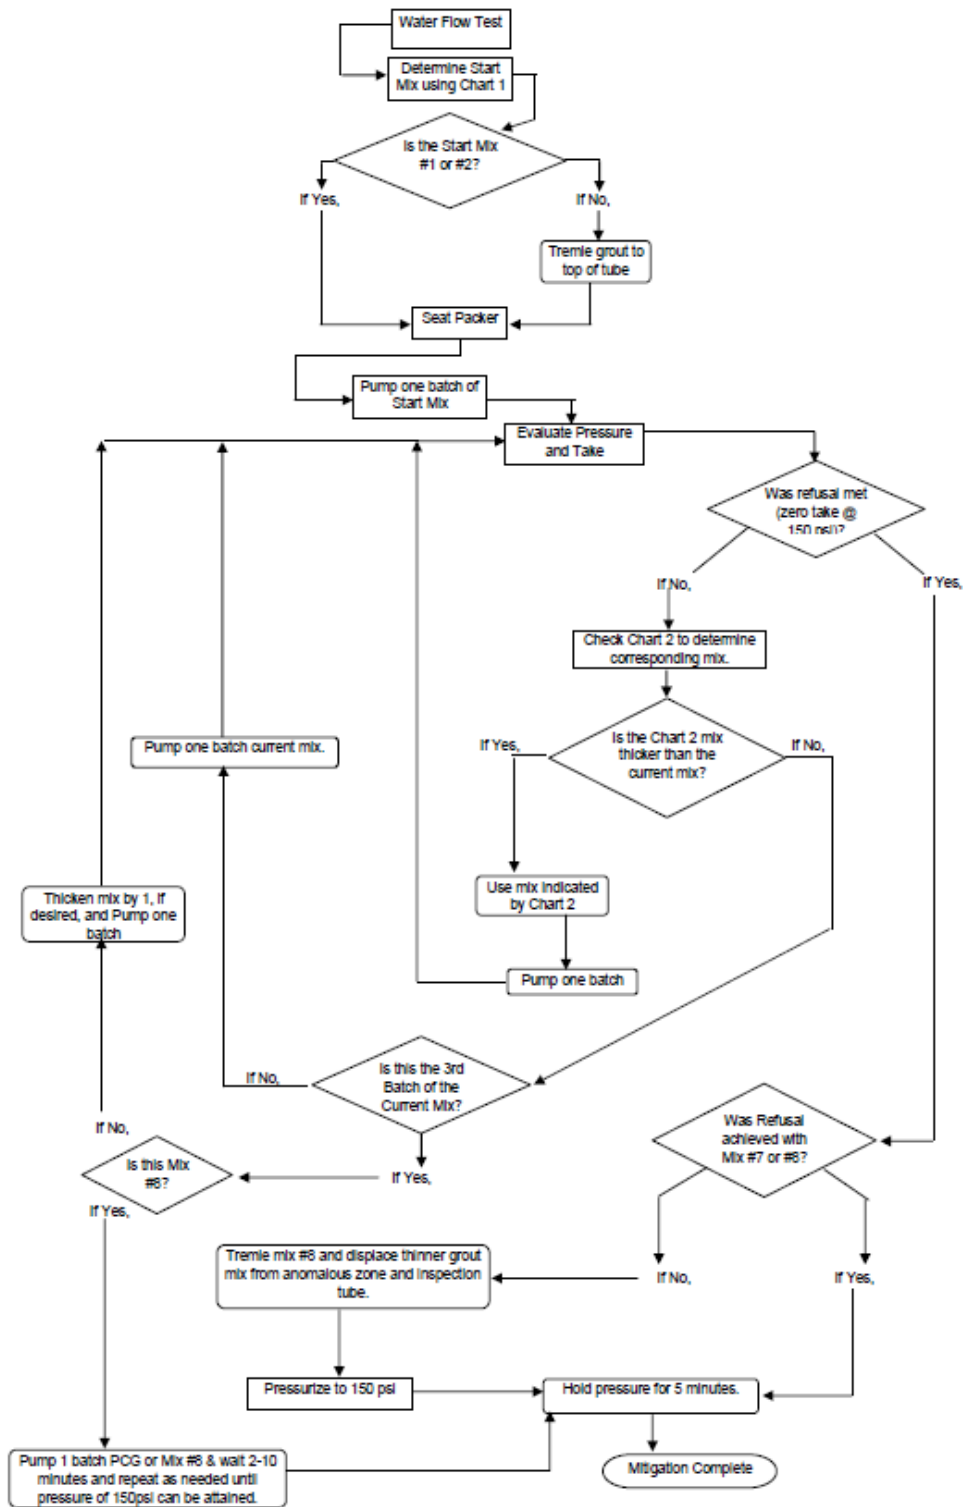 Water Flow Test
Determine Start
Mix using Chart 1
Is the Start Mix
#1 or #2?
If Yes,
If No,
Tremie grout to
top of tube
Seat Packer
Pump one batch of
Start Mix
Evaluate Pressure
and Take
Was refusal met
(zero take @
150 psi)?
If No,
If Yes,
Check Chart 2 to determine
corresponding mix.
Is the Chart 2 mix
thicker than the
current mix?
If Yes,
If No,
Pump one batch current mix.
Use mix indicated
by Chart 2
Thicken mix by 1, if
desired, and Pump one
batch
Pump one batch
Is this the 3rd
Batch of the
Current Mix?
If No,
If Yes,
Was Refusal
achieved with
Mix #7 or #8?
If No,
Is this Mix
#8?
If Yes,
Tremie mix #8 and displace thinner grout
mix from anomalous zone and inspection
tube.
If No,
If Yes,
Pressurize to 150 psi
Hold pressure for 5 minutes.
Pump 1 batch PCG or Mix #8 & wait 2-10
minutes and repeat as needed until
pressure of 150psi can be attained.
Mitigation Complete